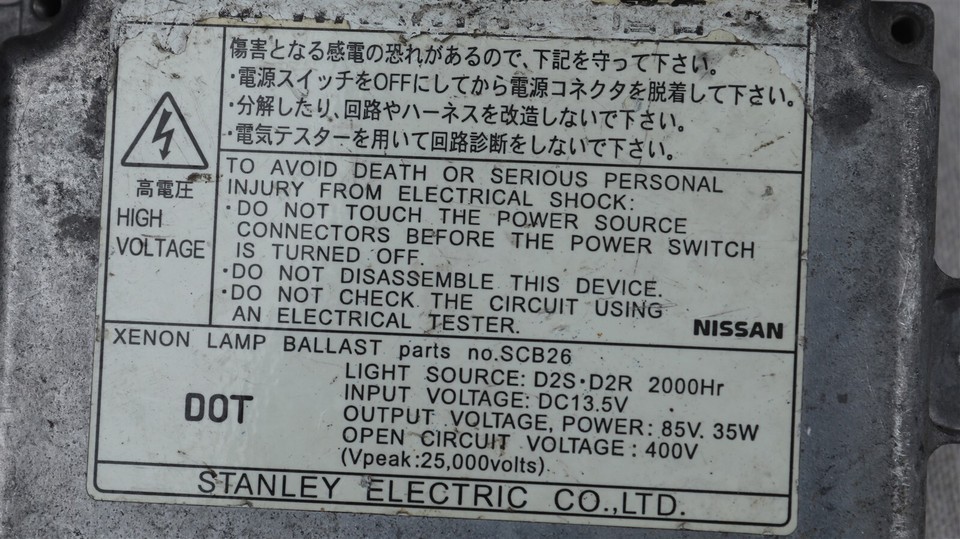 傷害となる感電の恐れがあるので、下記を守って下さい。
・電源スイッチをOFFにしてから電源コネクタを脱着して下さい。
・分解したり、回路やハーネスを改造しないで下さい。
・電気テスターを用いて回路診断をしないで下さい。
高電圧
HIGH
VOLTAGE
TO AVOID DEATH OR SERIOUS PERSONAL
INJURY FROM ELECTRICAL SHOCK:
・DO NOT TOUCH THE POWER SOURCE
CONNECTORS BEFORE THE POWER SWITCH
IS TURNED OFF.
・DO NOT DISASSEMBLE THIS DEVICE.
・DO NOT CHECK THE CIRCUIT USING
AN ELECTRICAL TESTER.
NISSAN
XENON LAMP BALLAST parts no.SCB26
DOT
LIGHT SOURCE: D2S・D2R 2000Hr
INPUT VOLTAGE: DC13.5V
OUTPUT VOLTAGE, POWER: 85V. 35W
OPEN CIRCUIT VOLTAGE: 400V
(Vpeak:25,000volts)
STANLEY ELECTRIC CO.,LTD.